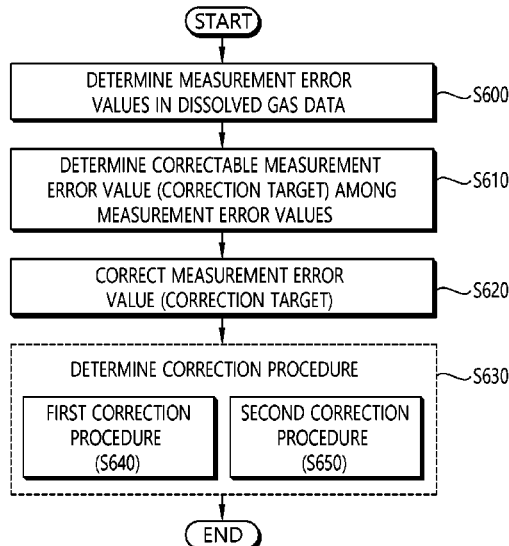 START
DETERMINE MEASUREMENT ERROR
VALUES IN DISSOLVED GAS DATA
S600
DETERMINE CORRECTABLE MEASUREMENT
ERROR VALUE (CORRECTION TARGET) AMONG
MEASUREMENT ERROR VALUES
S610
CORRECT MEASUREMENT ERROR
VALUE (CORRECTION TARGET)
S620
DETERMINE CORRECTION PROCEDURE
S630
FIRST CORRECTION
PROCEDURE
(S640)
SECOND CORRECTION
PROCEDURE
(S650)
END